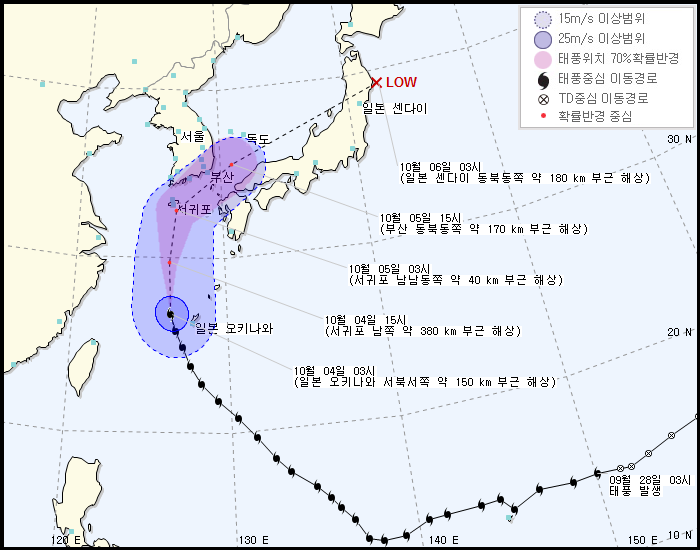 15m/s 이상범위
25m/s 이상범위
태풍위치 70%확률반경
태풍중심 이동경로
TD중심 이동경로
확률반경 중심
LOW
일본 센다이
서울
독도
30 N
부산
10월 06일 03시
(일본 센다이 동북동쪽 약 180 km 부근 해상)
서귀포
10월 05일 15시
(부산 동북동쪽 약 170 km 부근 해상)
10월 05일 03시
(서귀포 남남동쪽 약 40 km 부근 해상)
10월 04일 15시
(서귀포 남쪽 약 380 km 부근 해상)
일본 오키나와
20 N
10월 04일 03시
(일본 오키나와 서북서쪽 약 150 km 부근 해상)
09월 28일 03시
태풍 발생
120 E
130 E
140 E
150 E
10 N